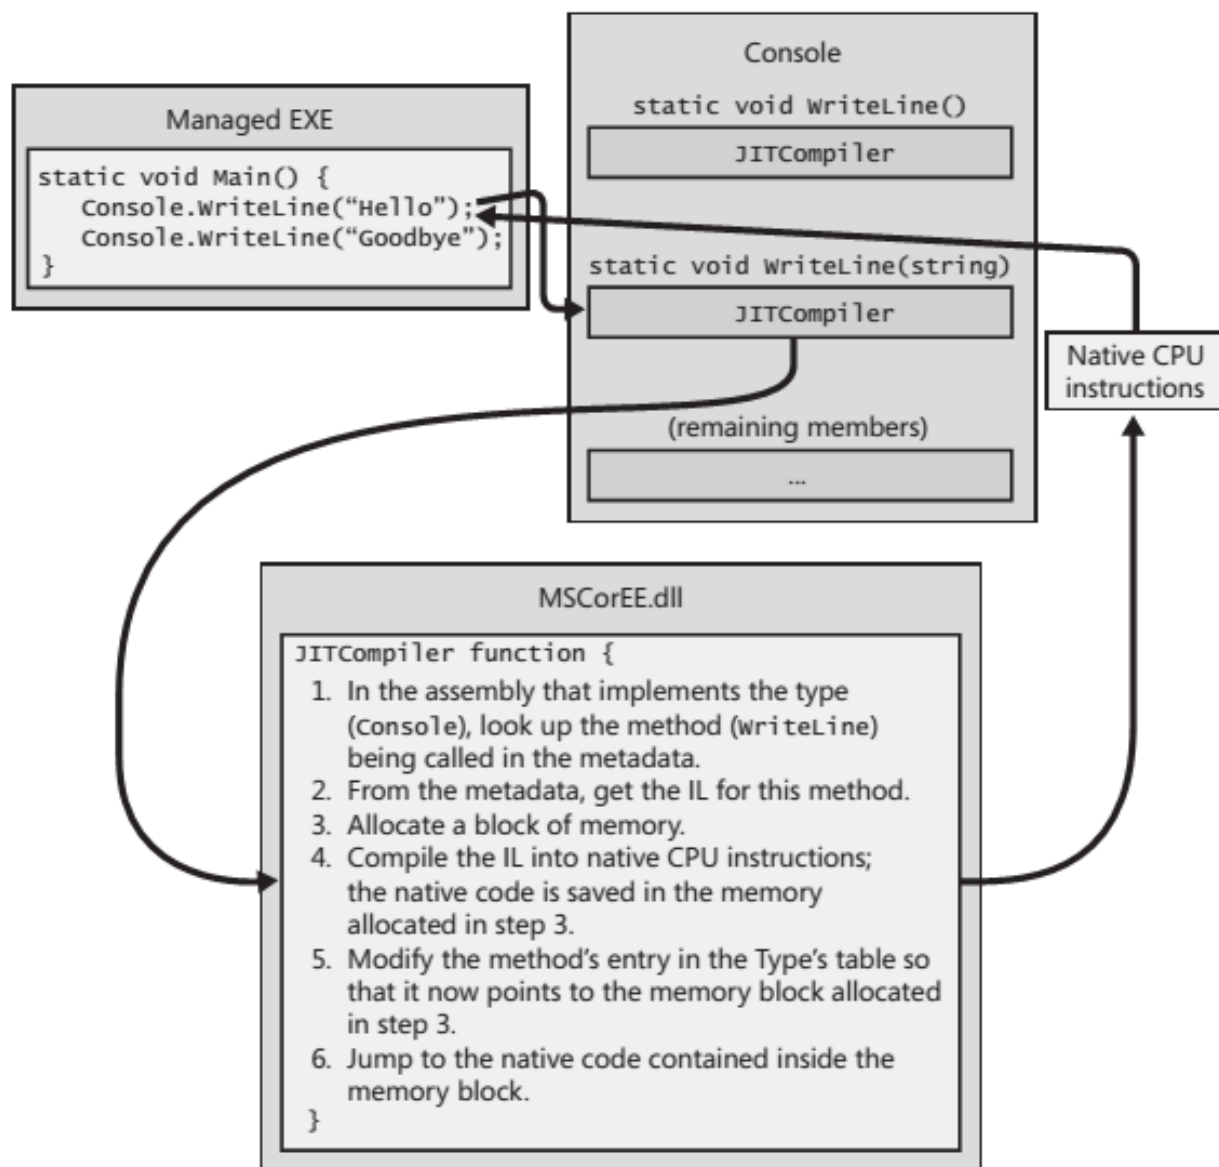 Managed EXE
static void Main() {
Console.WriteLine(“Hello”);
Console.WriteLine(“Goodbye”);
}
Console
static void WriteLine()
JITCompiler
static void WriteLine(string)
JITCompiler
(remaining members)
...
Native CPU
instructions
MSCorEE.dll
JITCompiler function {
1. In the assembly that implements the type
(Console), look up the method (WriteLine)
being called in the metadata.
2. From the metadata, get the IL for this method.
3. Allocate a block of memory.
4. Compile the IL into native CPU instructions;
the native code is saved in the memory
allocated in step 3.
5. Modify the method’s entry in the Type’s table so
that it now points to the memory block allocated
in step 3.
6. Jump to the native code contained inside the
memory block.
}